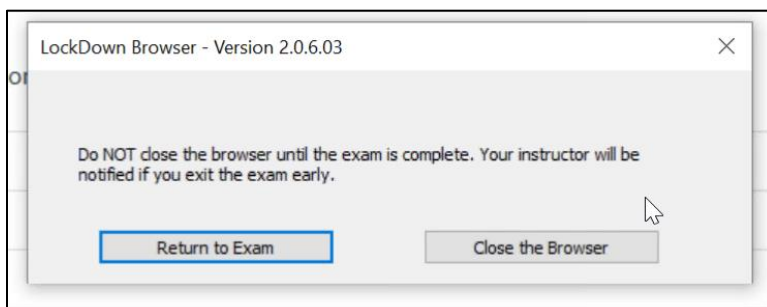 LockDown Browser - Version 2.0.6.03
or
Do NOT close the browser until the exam is complete. Your instructor will be
notified if you exit the exam early.
Return to Exam
Close the Browser